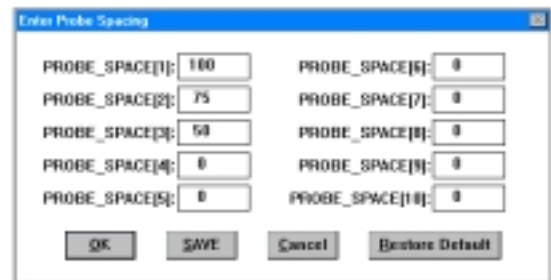 Enter Probe Spacing
PROBE_SPACE[1]: 100
PROBE_SPACE[2]: 75
PROBE_SPACE[3]: 50
PROBE_SPACE[4]: 0
PROBE_SPACE[5]: 0
PROBE_SPACE[6]: 0
PROBE_SPACE[7]: 0
PROBE_SPACE[8]: 0
PROBE_SPACE[9]: 0
PROBE_SPACE[10]: 0
OK SAVE Cancel Restore Default